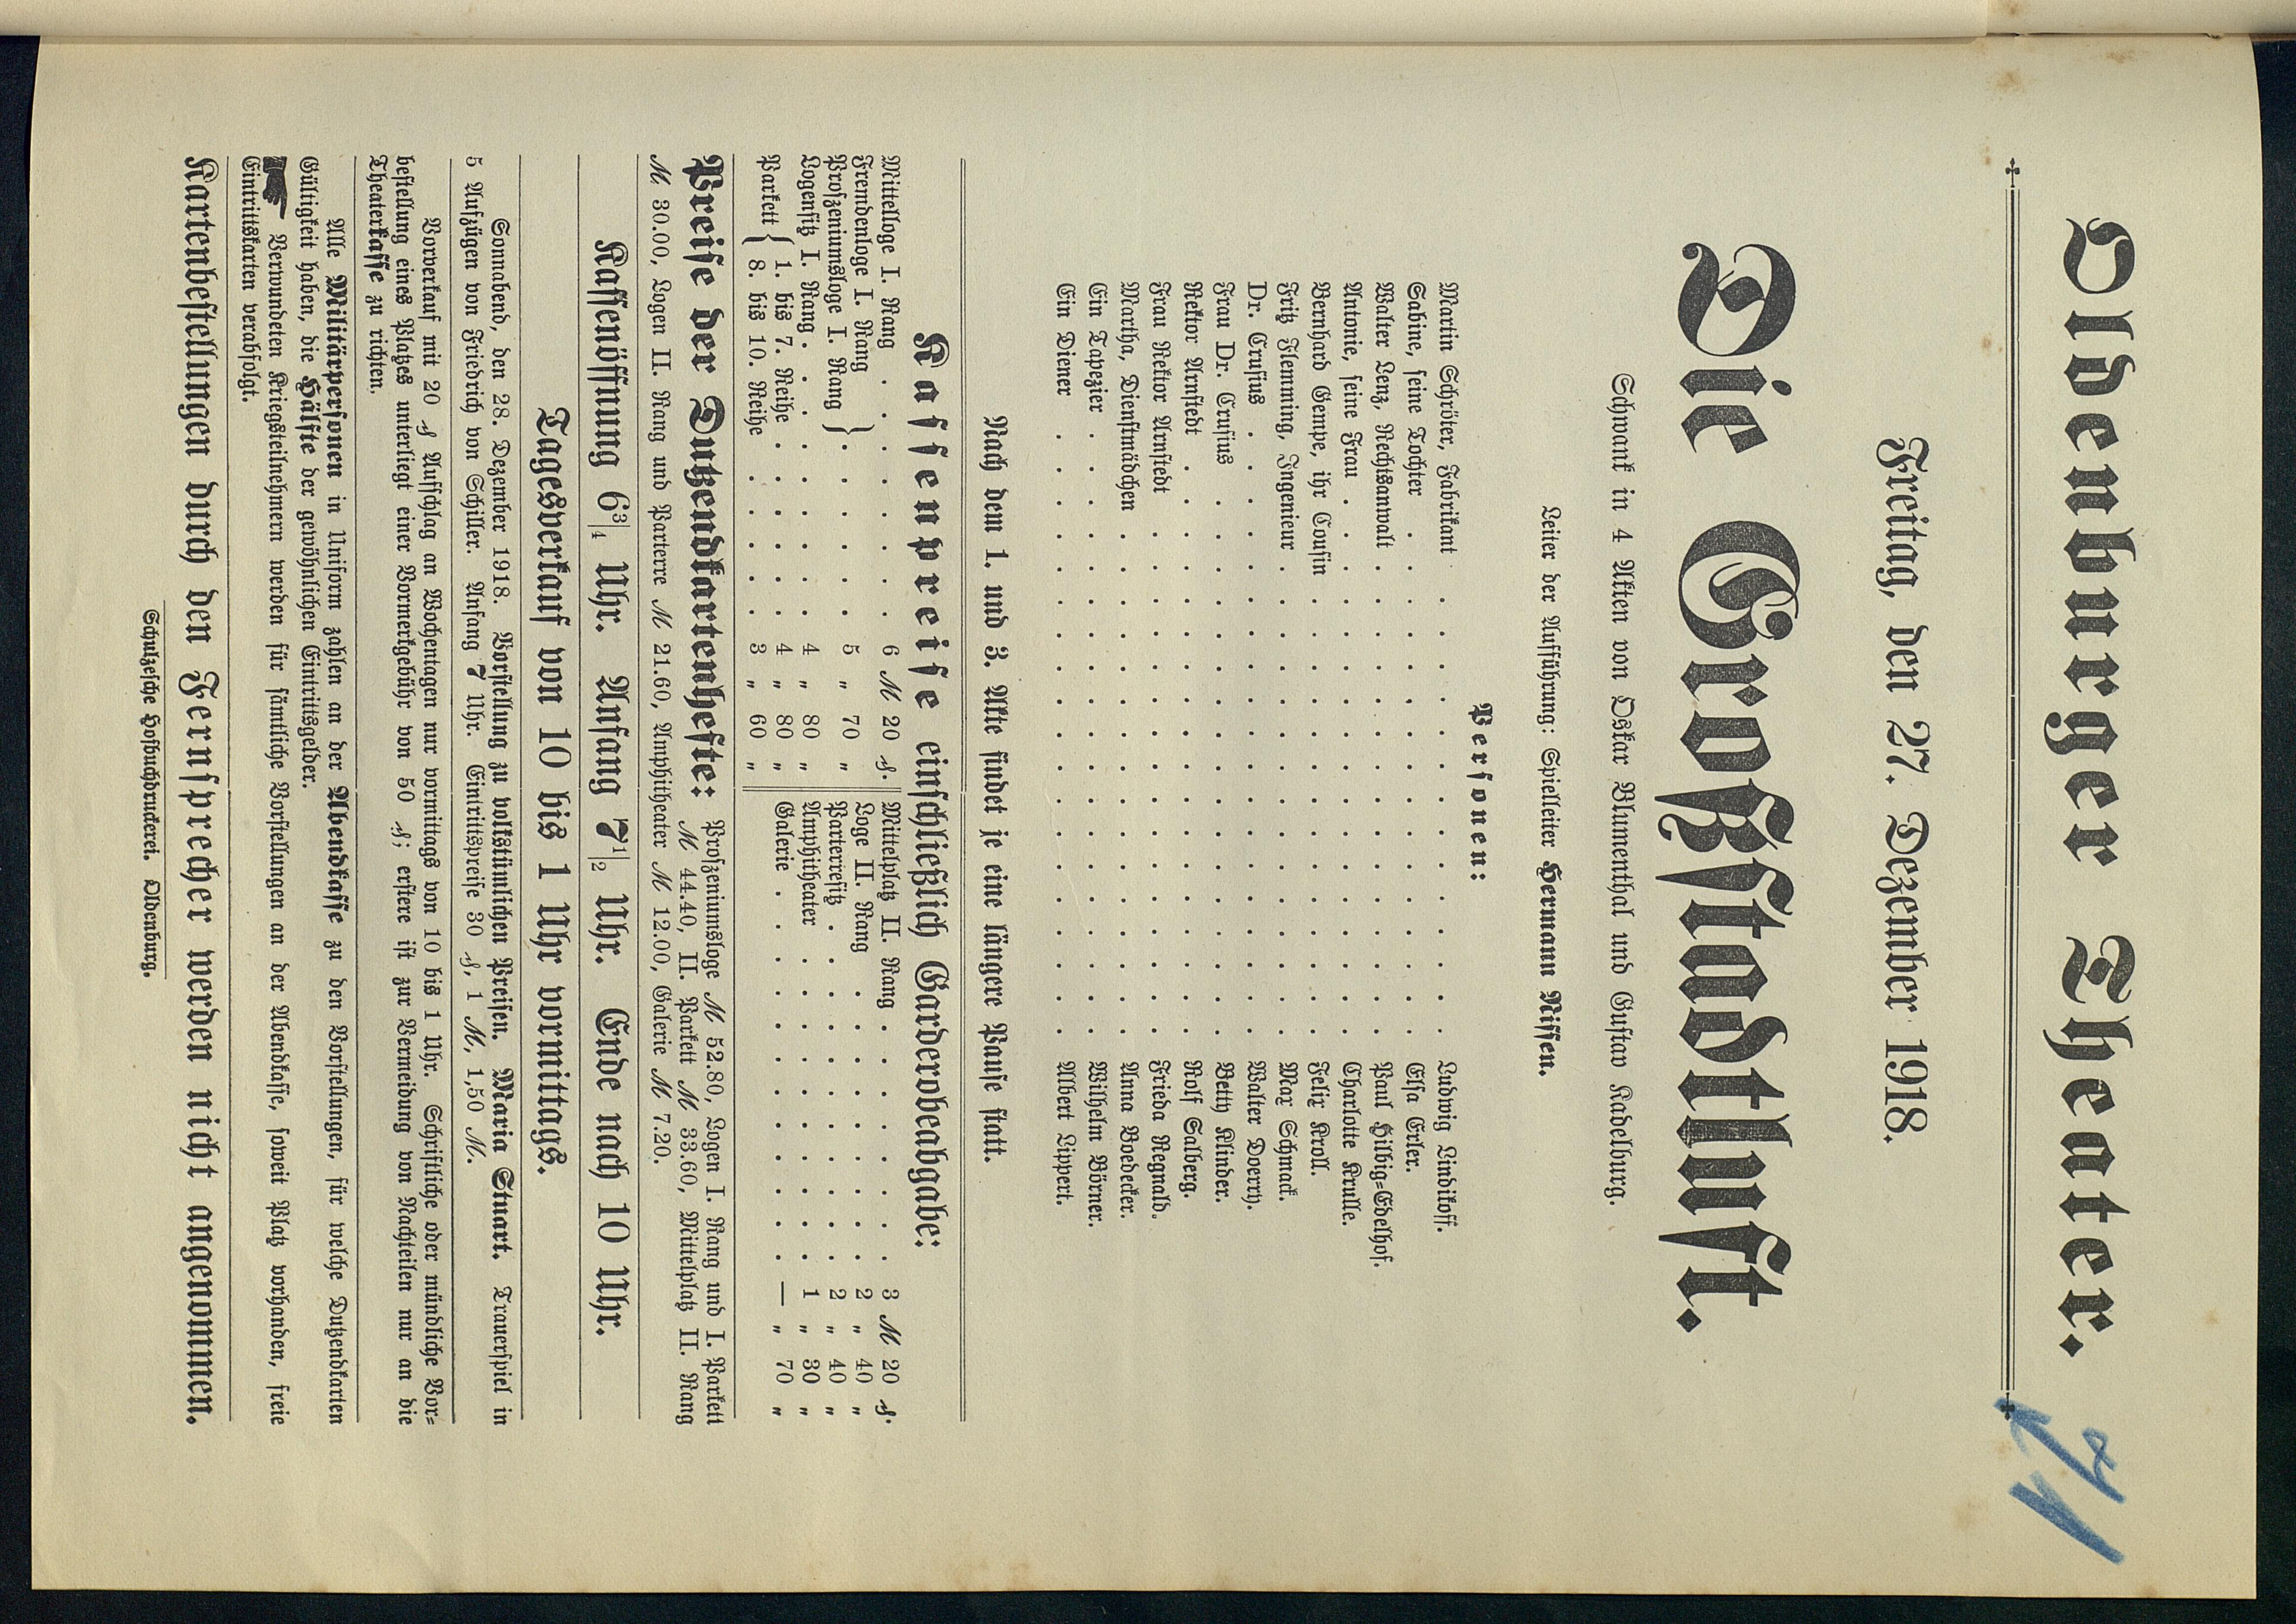 Oldenburger Theater.
Freitag, den 27. Dezember 1918.
Die Großstadtluft.
Schwank in 4 Akten von Oskar Blumenthal und Gustav Kadelburg.
Leiter der Aufführung: Spielleiter Hermann Nissen.
Personen:
Martin Schröter, Fabrikant . . . . . . . . . . . . Ludwig Lindikoff.
Sabine, seine Tochter . . . . . . . . . . . . Elsa Erler.
Walter Lenz, Rechtsanwalt . . . . . . . . . . . . Paul Hilbig-Edelhof.
Antonie, seine Frau . . . . . . . . . . . . Charlotte Krulle.
Bernhard Gempe, ihr Cousin . . . . . . . . . . . . Felix Kroll.
Fritz Flemming, Ingenieur . . . . . . . . . . . . Max Schmack.
Dr. Crusius . . . . . . . . . . . . Walter Doerry.
Frau Dr. Crusius . . . . . . . . . . . . Betty Klinder.
Rektor Arnstedt . . . . . . . . . . . . Rolf Salberg.
Frau Rektor Arnstedt . . . . . . . . . . . . Frieda Regnald.
Martha, Dienstmädchen . . . . . . . . . . . . Anna Boedecker.
Ein Tapezier . . . . . . . . . . . . Wilhelm Börner.
Ein Diener . . . . . . . . . . . . Albert Lippert.
Nach dem 1. und 3. Akte findet je eine längere Pause statt.
Kassenpreise einschließlich Garderobeabgabe:
Mittelloge I. Rang . . . . . . 6 ℳ 20 ₰.
Fremdenloge I. Rang
Proszeniumsloge I. Rang } . . . . . 5 „ 70 „
Logensitz I. Rang . . . . . . 4 „ 80 „
Parkett { 1. bis 7. Reihe . . . . . 4 „ 80 „
8. bis 10. Reihe . . . . . 3 „ 60 „
Mittelplatz II. Rang . . . . . . 3 ℳ 20 ₰.
Loge II. Rang . . . . . . 2 „ 40 „
Parterresitz . . . . . . 2 „ 40 „
Amphitheater . . . . . . 1 „ 30 „
Galerie . . . . . . — „ 70 „
Preise der Dutzendkartenhefte: Proszeniumsloge ℳ 52.80, Logen I. Rang und I. Parkett
ℳ 44.40, II. Parkett ℳ 33.60, Mittelplatz II. Rang
ℳ 30.00, Logen II. Rang und Parterre ℳ 21.60, Amphitheater ℳ 12.00, Galerie ℳ 7.20.
Kassenöffnung 6¾ Uhr. Anfang 7½ Uhr. Ende nach 10 Uhr.
Tagesverkauf von 10 bis 1 Uhr vormittags.
Sonnabend, den 28. Dezember 1918. Vorstellung zu volkstümlichen Preisen. Maria Stuart. Trauerspiel in
5 Aufzügen von Friedrich von Schiller. Anfang 7 Uhr. Eintrittspreise 30 ₰, 1 ℳ, 1,50 ℳ.
Vorverkauf mit 20 ₰ Aufschlag an Wochentagen nur vormittags von 10 bis 1 Uhr. Schriftliche oder mündliche Vor-
bestellung eines Platzes unterliegt einer Vormerkgebühr von 50 ₰; erstere ist zur Vermeidung von Nachteilen nur an die
Theaterkasse zu richten.
Alle Militärpersonen in Uniform zahlen an der Abendkasse zu den Vorstellungen, für welche Dutzendkarten
Gültigkeit haben, die Hälfte der gewöhnlichen Eintrittsgelder.
Verwundeten Kriegsteilnehmern werden für sämtliche Vorstellungen an der Abendkasse, soweit Platz vorhanden, freie
Eintrittskarten verabfolgt.
Kartenbestellungen durch den Fernsprecher werden nicht angenommen.
Schulzesche Hofbuchdruckerei. Oldenburg.